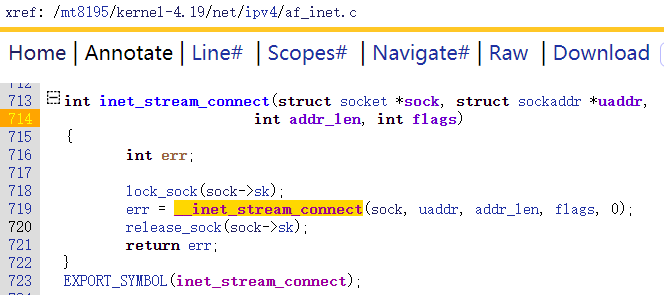 xref: /mt8195/kernel-4.19/net/ipv4/af_inet.c
Home | Annotate | Line# | Scopes# | Navigate# | Raw | Download
713 int inet_stream_connect(struct socket *sock, struct sockaddr *uaddr,
714 int addr_len, int flags)
715 {
716 int err;
717
718 lock_sock(sock->sk);
719 err = __inet_stream_connect(sock, uaddr, addr_len, flags, 0);
720 release_sock(sock->sk);
721 return err;
722 }
723 EXPORT_SYMBOL(inet_stream_connect);